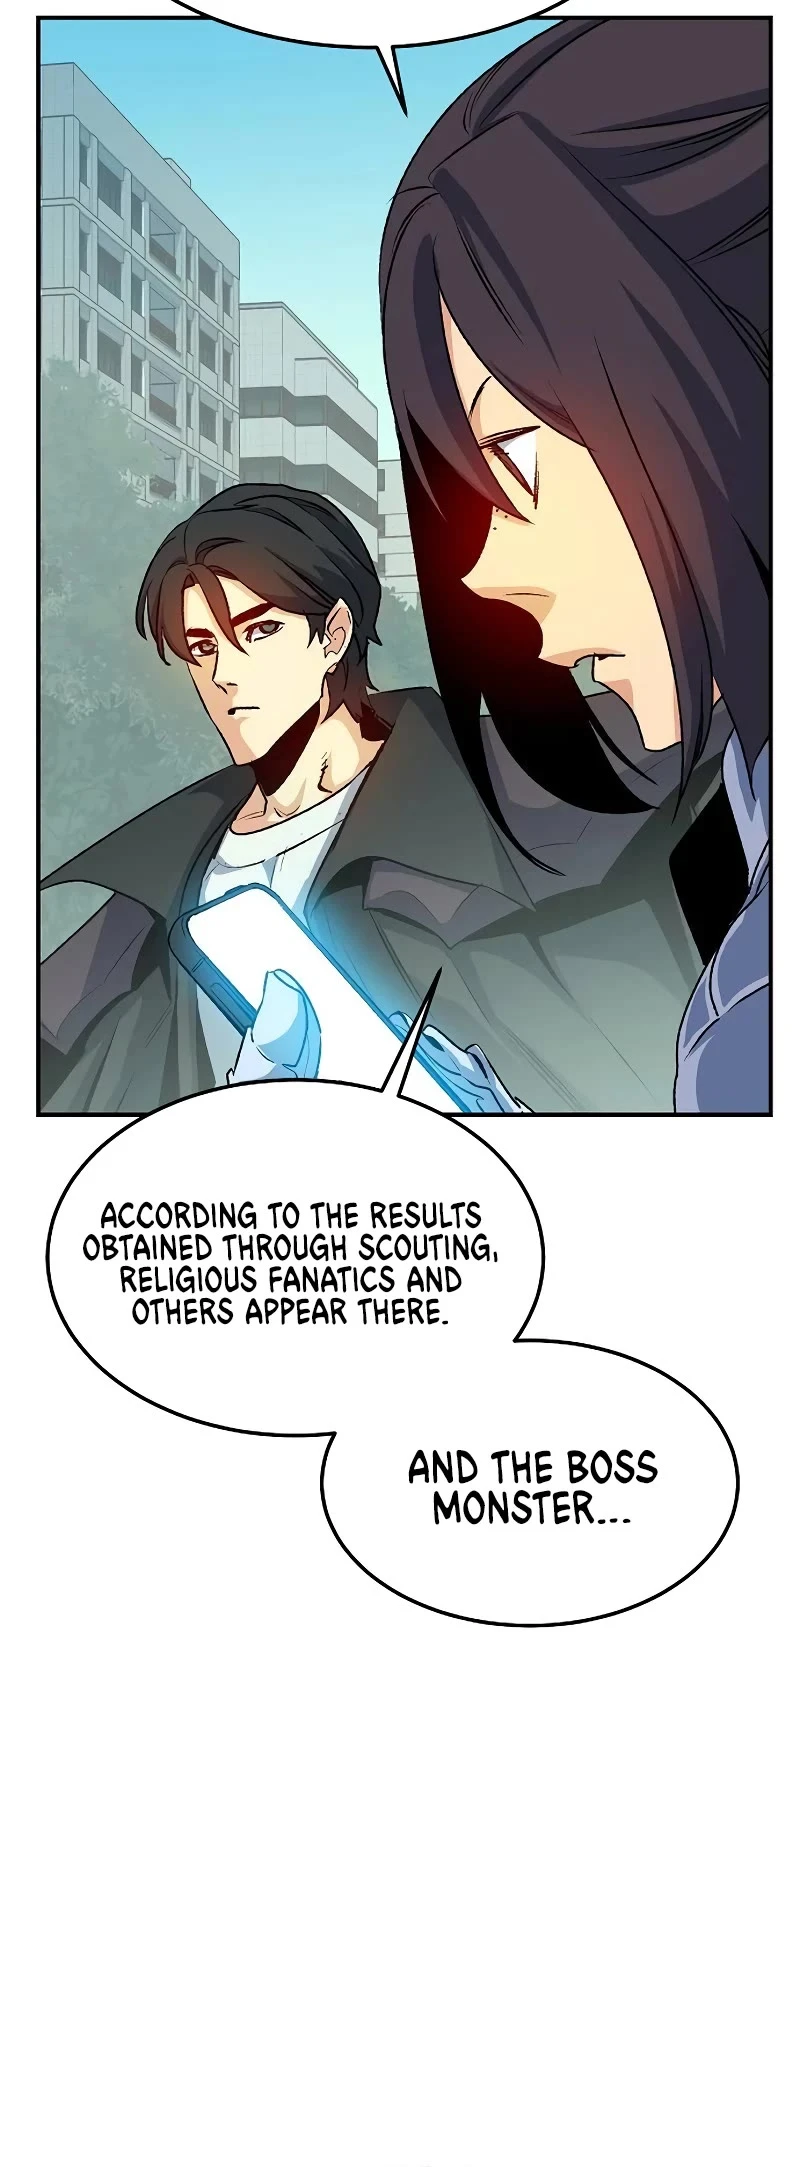 ACCORDING TO THE RESULTS
OBTAINED THROUGH SCOUTING,
RELIGIOUS FANATICS AND
OTHERS APPEAR THERE.
AND THE BOSS
MONSTER...